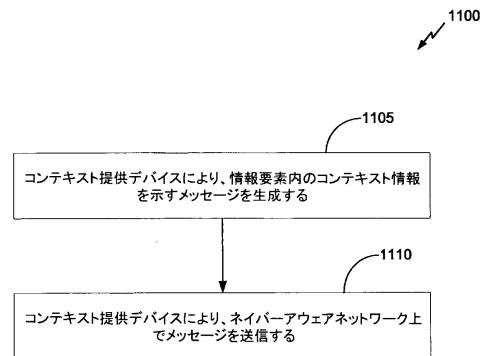 1100
1105
コンテキスト提供デバイスにより、情報要素内のコンテキスト情報
を示すメッセージを生成する
1110
コンテキスト提供デバイスにより、ネイバーアウェアネットワーク上
でメッセージを送信する